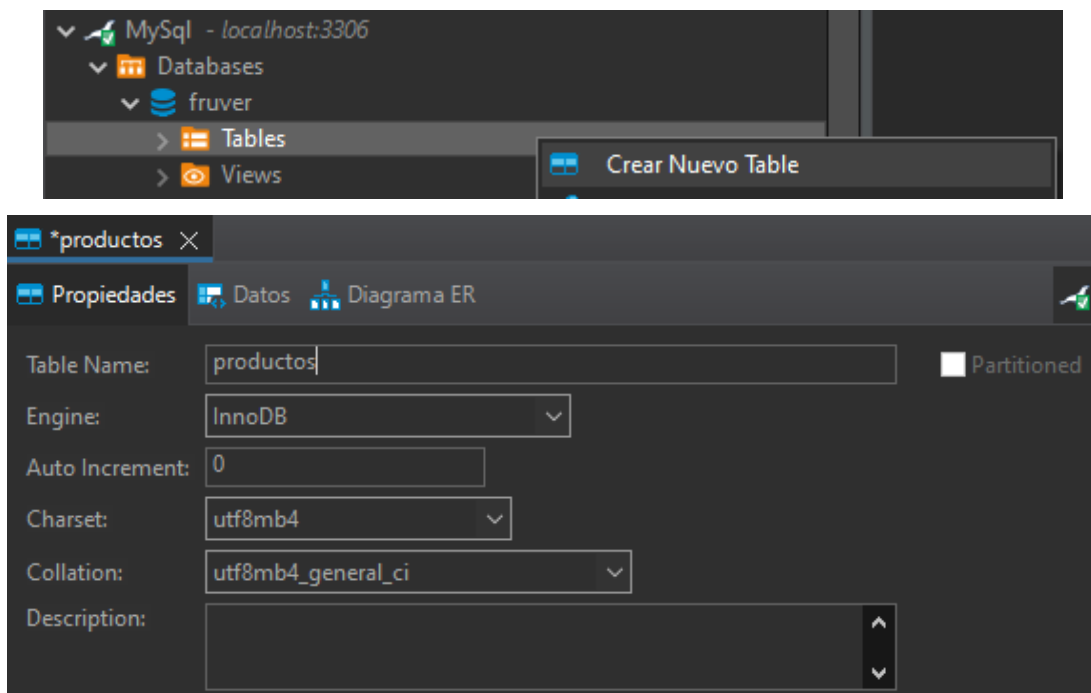 MySql - localhost:3306
Databases
fruver
Tables
Crear Nuevo Table
Views
*productos
Propiedades Datos Diagrama ER
Table Name: productos Partitioned
Engine: InnoDB
Auto Increment: 0
Charset: utf8mb4
Collation: utf8mb4_general_ci
Description: